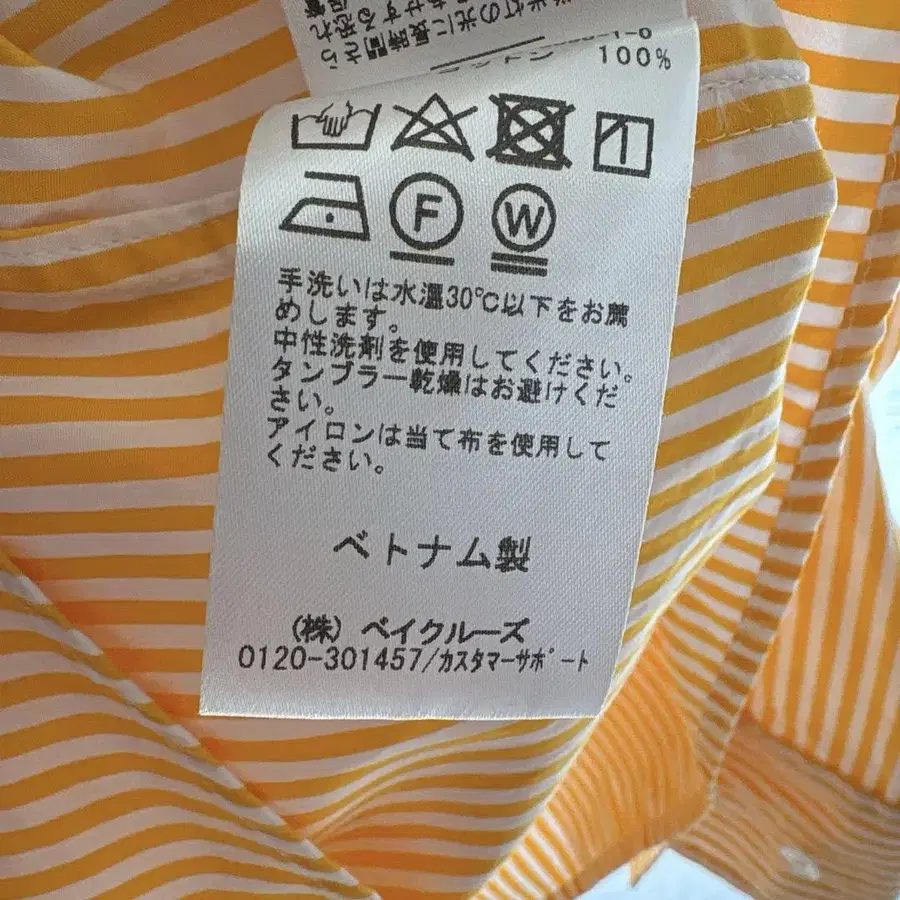 100%
F
W
手洗いは水温30℃以下をお薦
めします。
中性洗剤を使用してください。
タンブラー乾燥はお避けくだ
さい。
アイロンは当て布を使用して
ください。
ベトナム製
(株) ベイクルーズ
0120-301457/カスタマーサポート